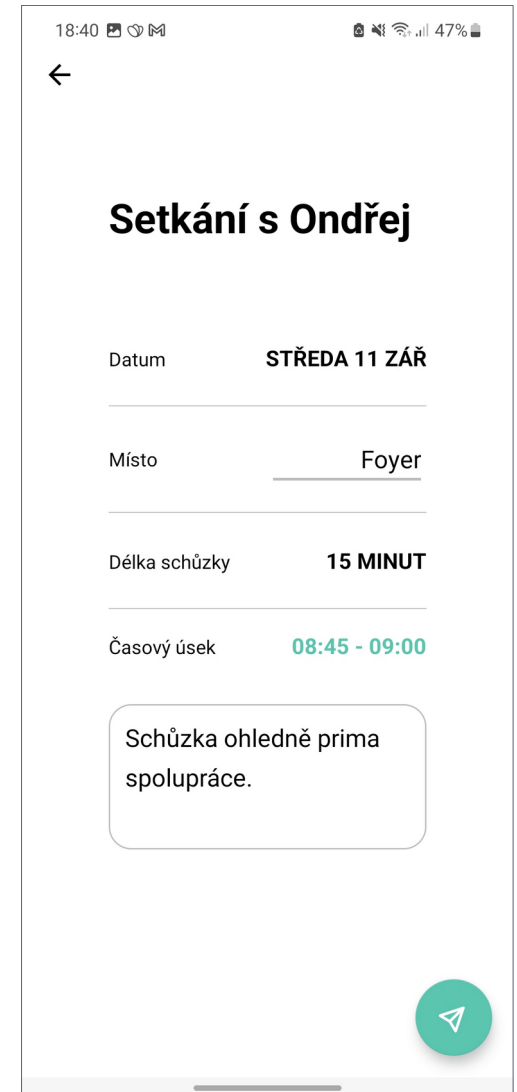 18:40 47%
Setkání s Ondřej
Datum STŘEDA 11 ZÁŘ
Místo Foyer
Délka schůzky 15 MINUT
Časový úsek 08:45 - 09:00
Schůzka ohledně prima
spolupráce.